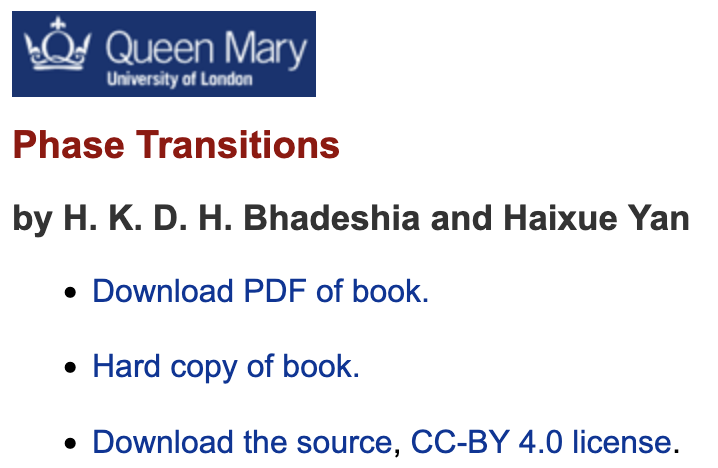 Queen Mary
University of London
Phase Transitions
by H. K. D. H. Bhadeshia and Haixue Yan
• Download PDF of book.
• Hard copy of book.
• Download the source, CC-BY 4.0 license.